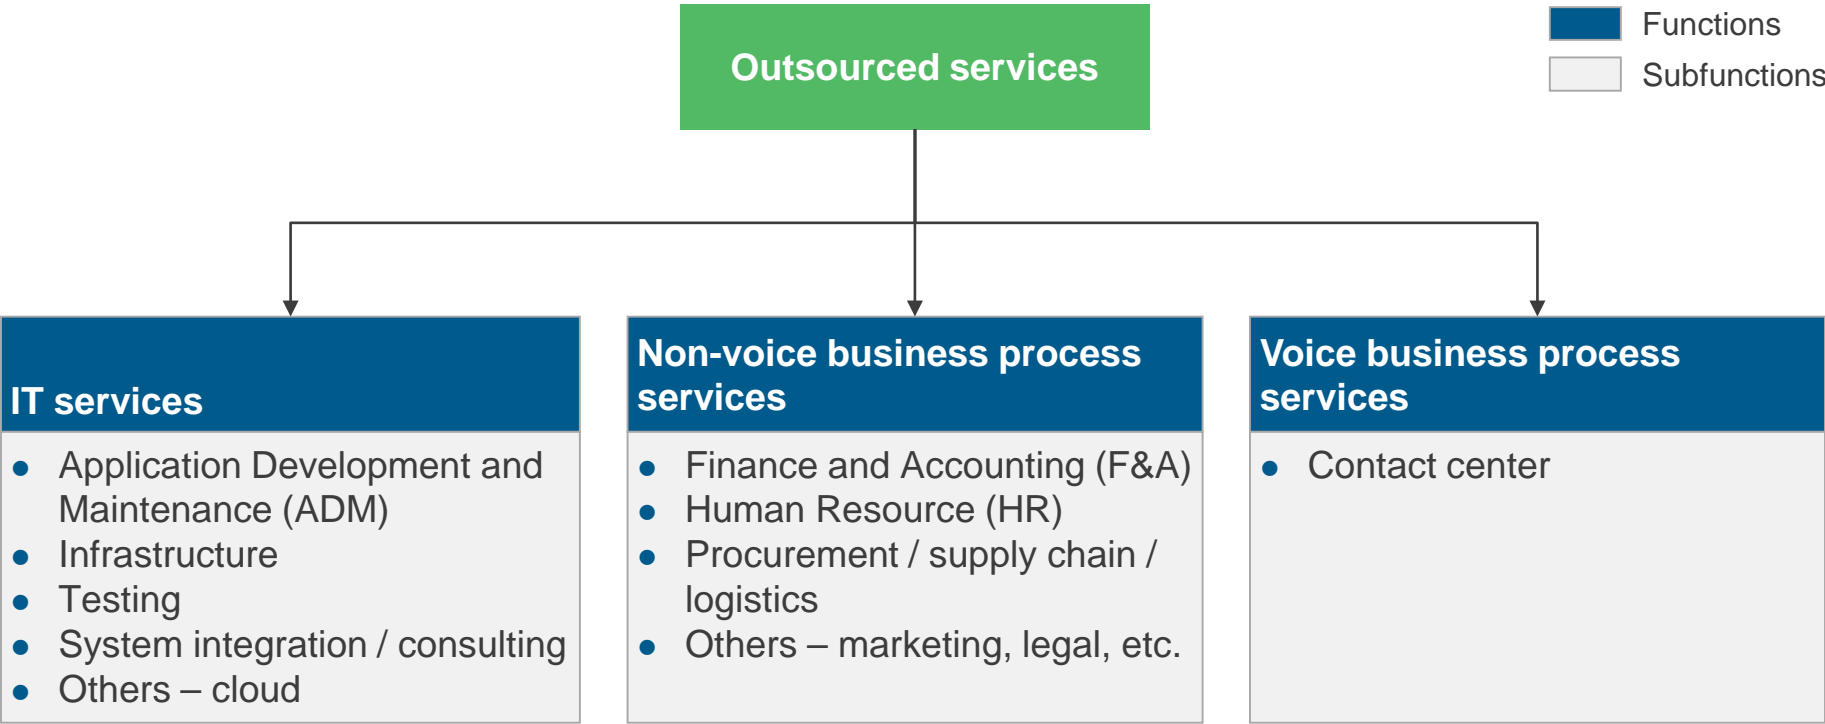 Outsourced services
Functions
Subfunctions
IT services
● Application Development and
Maintenance (ADM)
● Infrastructure
● Testing
● System integration / consulting
● Others – cloud
Non-voice business process
services
● Finance and Accounting (F&A)
● Human Resource (HR)
● Procurement / supply chain /
logistics
● Others – marketing, legal, etc.
Voice business process
services
● Contact center